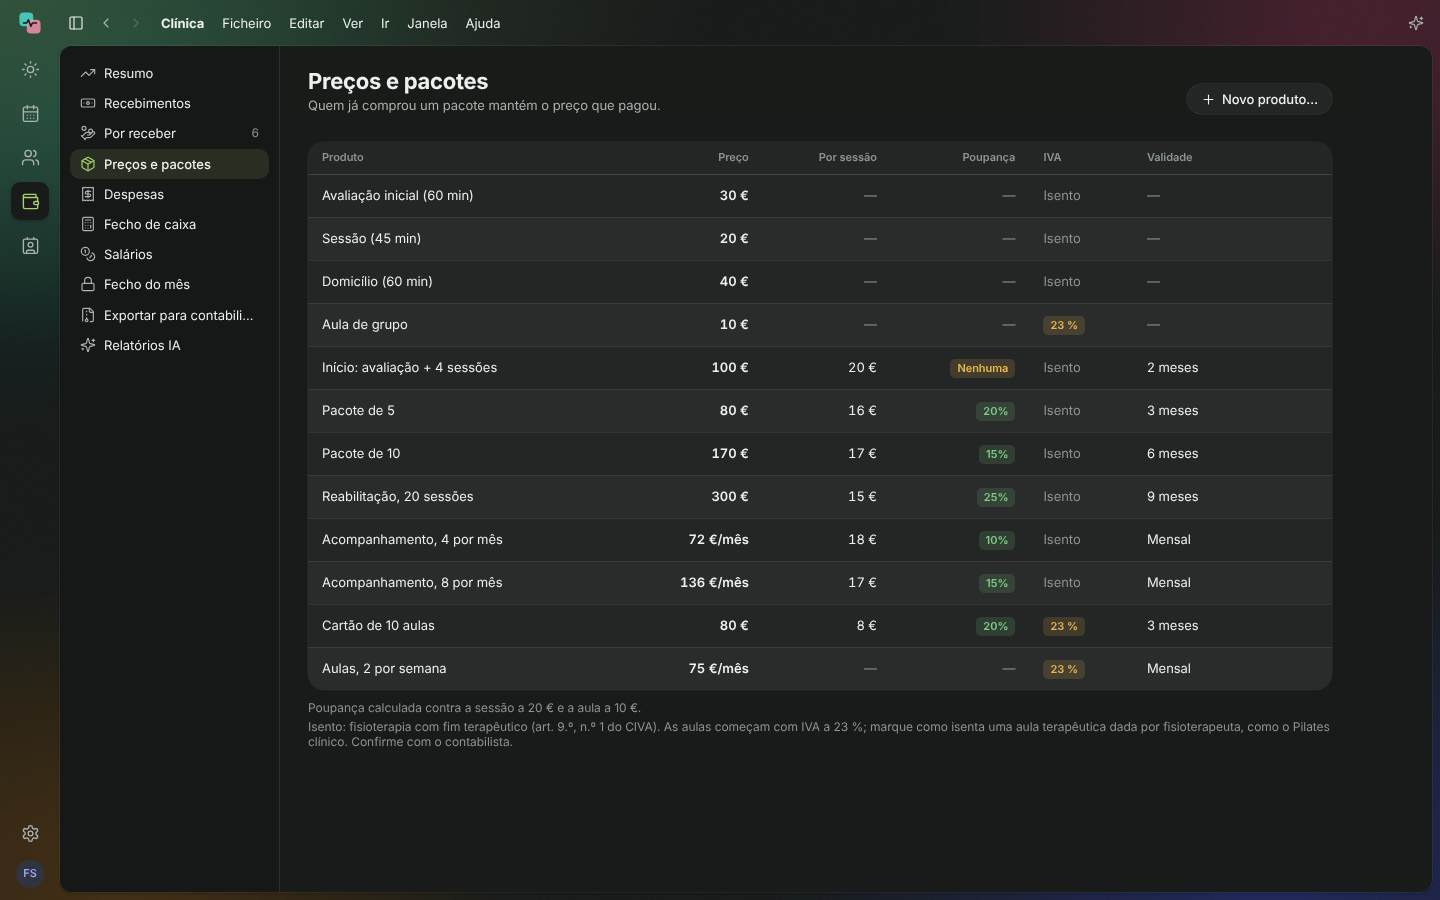 Clínica Ficheiro Editar Ver Ir Janela Ajuda
Resumo
Recebimentos
Por receber 6
Preços e pacotes
Despesas
Fecho de caixa
Salários
Fecho do mês
Exportar para contabili...
Relatórios IA
FS
Preços e pacotes
Quem já comprou um pacote mantém o preço que pagou.
Novo produto...
Produto Preço Por sessão Poupança IVA Validade
Avaliação inicial (60 min) 30 € — — Isento —
Sessão (45 min) 20 € — — Isento —
Domicílio (60 min) 40 € — — Isento —
Aula de grupo 10 € — — 23 % —
Início: avaliação + 4 sessões 100 € 20 € Nenhuma Isento 2 meses
Pacote de 5 80 € 16 € 20% Isento 3 meses
Pacote de 10 170 € 17 € 15% Isento 6 meses
Reabilitação, 20 sessões 300 € 15 € 25% Isento 9 meses
Acompanhamento, 4 por mês 72 €/mês 18 € 10% Isento Mensal
Acompanhamento, 8 por mês 136 €/mês 17 € 15% Isento Mensal
Cartão de 10 aulas 80 € 8 € 20% 23 % 3 meses
Aulas, 2 por semana 75 €/mês — — 23 % Mensal
Poupança calculada contra a sessão a 20 € e a aula a 10 €.
Isento: fisioterapia com fim terapêutico (art. 9.º, n.º 1 do CIVA). As aulas começam com IVA a 23 %; marque como isenta uma aula terapêutica dada por fisioterapeuta, como o Pilates
clínico. Confirme com o contabilista.